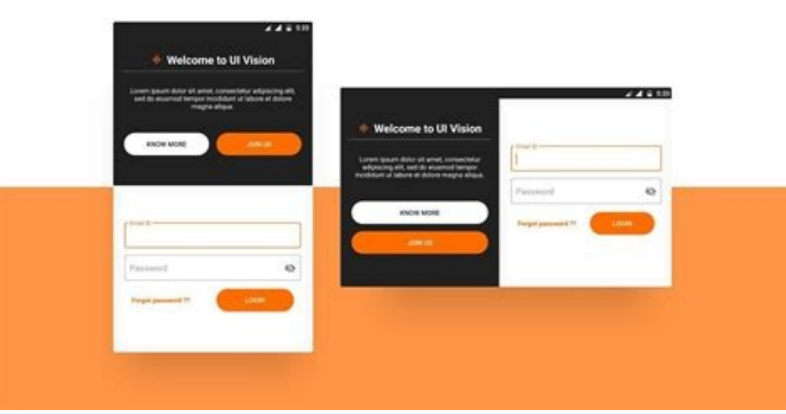 9:39
Welcome to UI Vision
Lorem ipsum dolor sit amet, consectetur adipiscing elit,
sed do eiusmod tempor incididunt ut labore et dolore
magna aliqua.
KNOW MORE
JOIN US
Email ID
Password
Forgot password ??
LOGIN
Welcome to UI Vision
Lorem ipsum dolor sit amet, consectetur
adipiscing elit, sed do eiusmod tempor
incididunt ut labore et dolore magna aliqua.
KNOW MORE
JOIN US
Email ID
Password
Forgot password ??
LOGIN